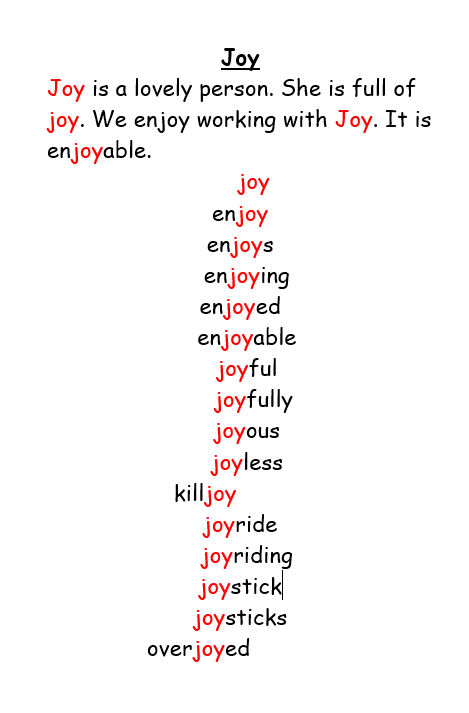 Joy
Joy is a lovely person. She is full of
joy. We enjoy working with Joy. It is
enjoyable.
joy
enjoy
enjoys
enjoying
enjoyed
enjoyable
joyful
joyfully
joyous
joyless
killjoy
joyride
joyriding
joystick
joysticks
overjoyed